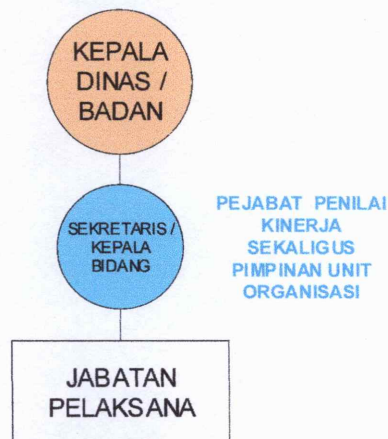 KEPALA
DINAS /
BADAN
SEKRETARIS /
KEPALA
BIDANG
PEJABAT PENILAI
KINERJA
SEKALIGUS
PIMPINAN UNIT
ORGANISASI
JABATAN
PELAKSANA